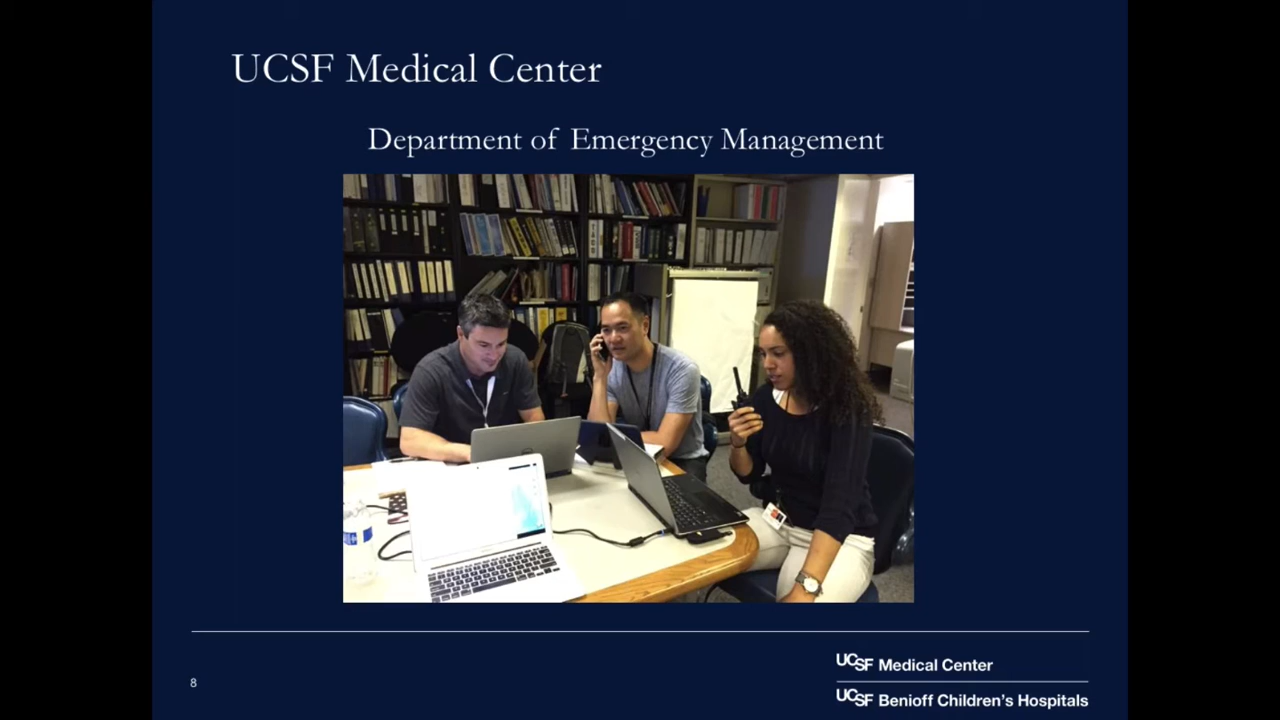 UCSF Medical Center
Department of Emergency Management
8
UCSF Medical Center
UCSF Benioff Children's Hospitals